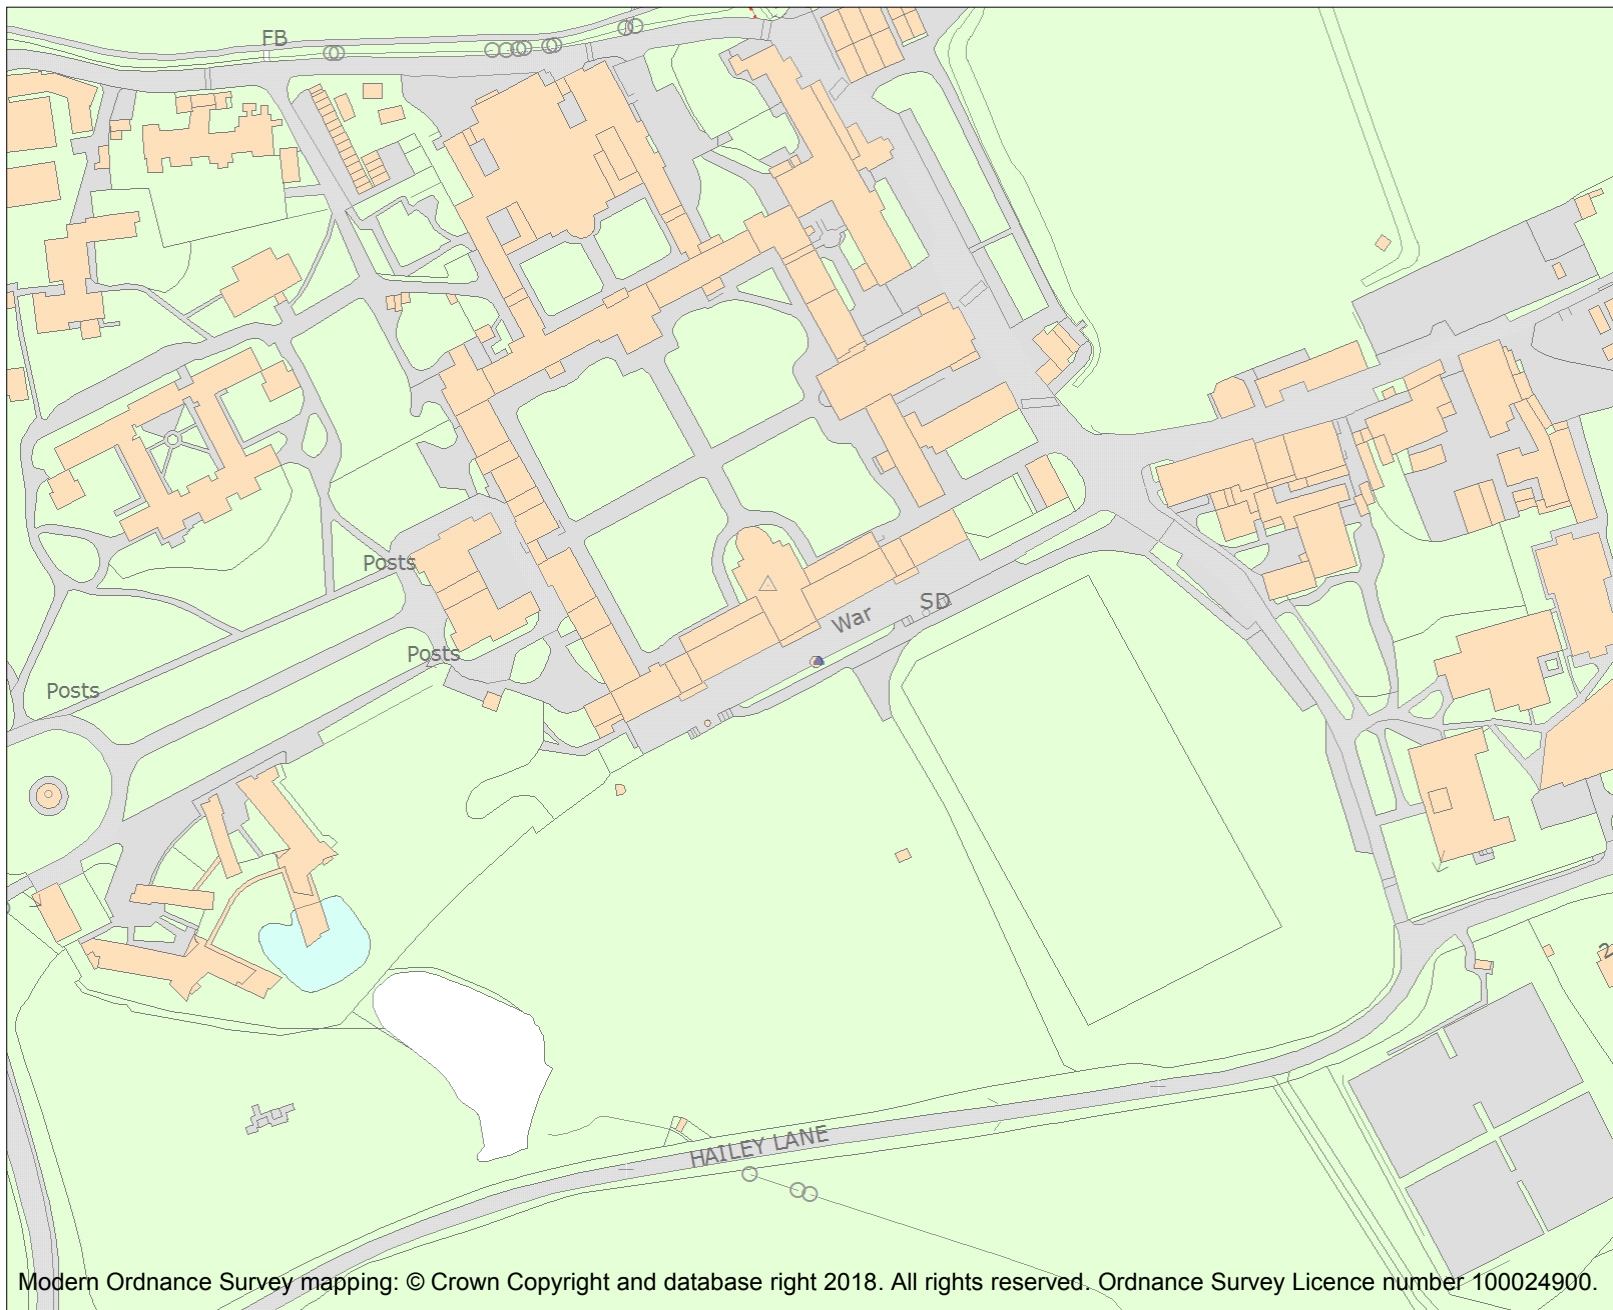 FB
Posts
War
SD
Posts
Posts
HAILEY LANE
Modern Ordnance Survey mapping: © Crown Copyright and database right 2018. All rights reserved. Ordnance Survey Licence number 100024900.